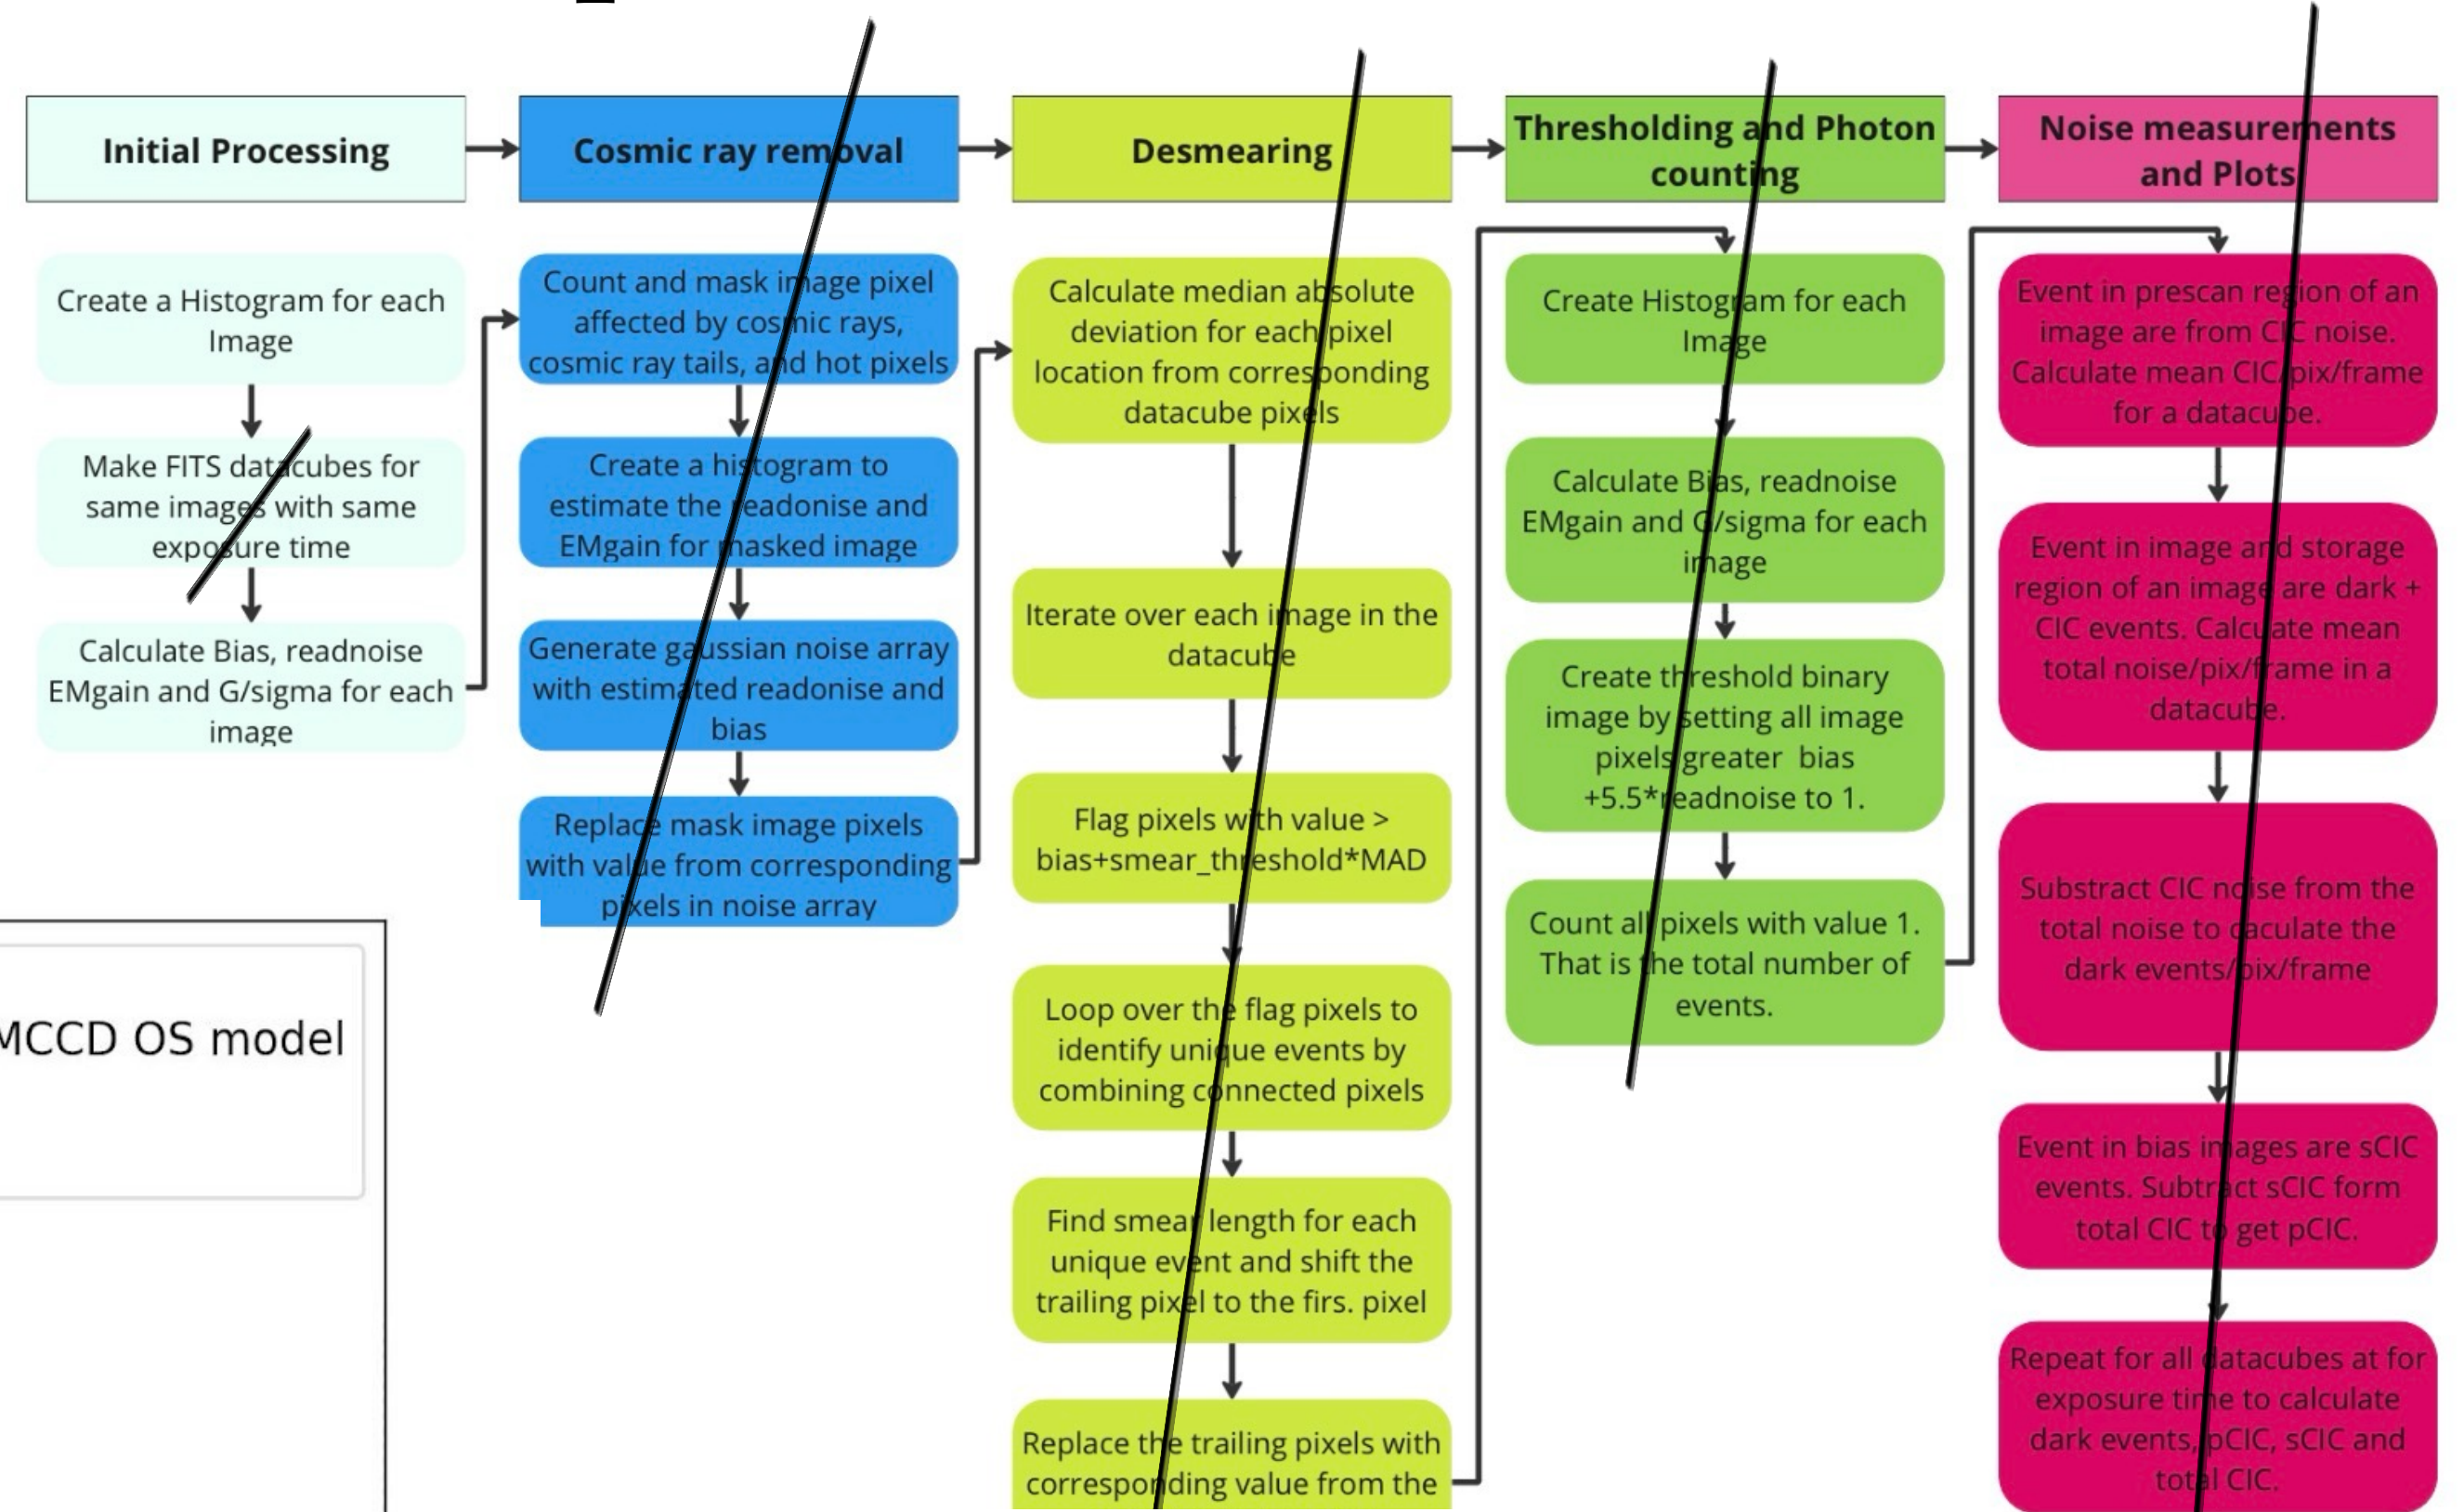 Initial Processing
Create a Histogram for each
Image
Make FITS datacubes for
same images with same
exposure time
Calculate Bias, readnoise
EMgain and G/sigma for each
image
MCCD OS model
Cosmic ray removal
Count and mask image pixel
affected by cosmic rays,
cosmic ray tails, and hot pixels
Create a histogram to
estimate the readonise and
EMgain for masked image
Generate gaussian noise array
with estimated readonise and
bias
Replace mask image pixels
with value from corresponding
pixels in noise array
Desmearing
Calculate median absolute
deviation for each pixel
location from corresponding
datacube pixels
Iterate over each image in the
datacube
Flag pixels with value >
bias+smear_threshold*MAD
Loop over the flag pixels to
identify unique events by
combining connected pixels
Find smear length for each
unique event and shift the
trailing pixel to the firs. pixel
Replace the trailing pixels with
corresponding value from the
Thresholding and Photon
counting
Create Histogram for each
Image
Calculate Bias, readnoise
EMgain and G/sigma for each
image
Create threshold binary
image by setting all image
pixels greater  bias
+5.5*readnoise to 1.
Count all pixels with value 1.
That is the total number of
events.
Noise measurements
and Plots
Event in prescan region of an
image are from CIC noise.
Calculate mean CIC/pix/frame
for a datacube.
Event in image and storage
region of an image are dark +
CIC events. Calcuate mean
total noise/pix/frame in a
datacube.
Substract CIC noise from the
total noise to caculate the
dark events/pix/frame
Event in bias images are sCIC
events. Subtract sCIC form
total CIC to get pCIC.
Repeat for all datacubes at for
exposure time to calculate
dark events, pCIC, sCIC and
total CIC.